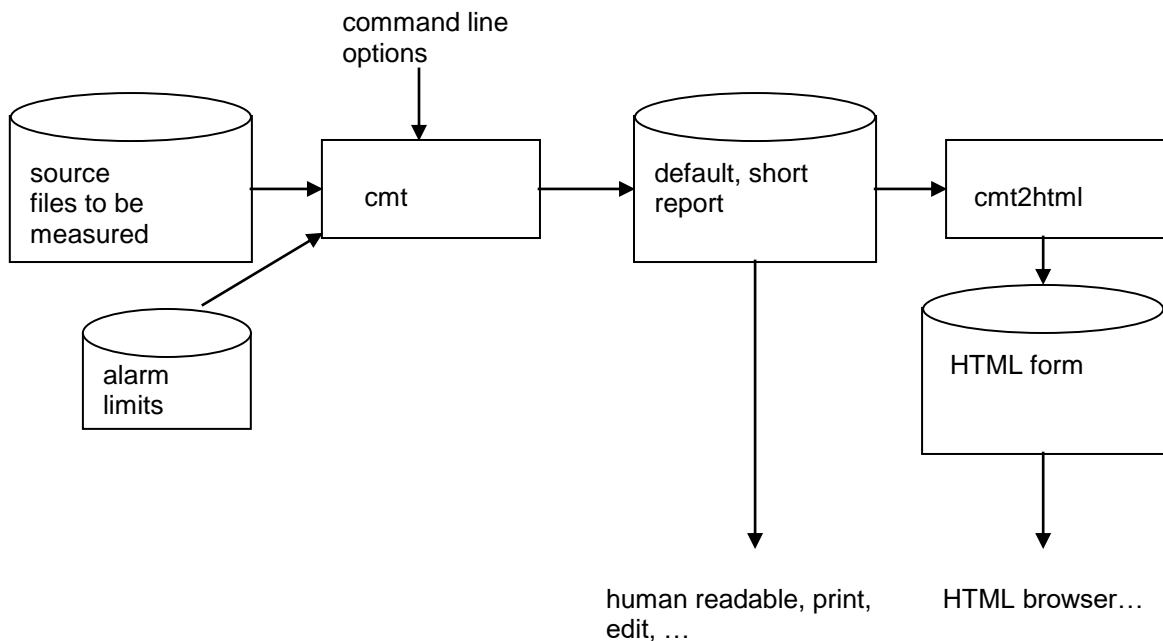 command line
options
source
files to be
measured
cmt
default, short
report
cmt2html
alarm
limits
HTML form
human readable, print,
edit, …
HTML browser…